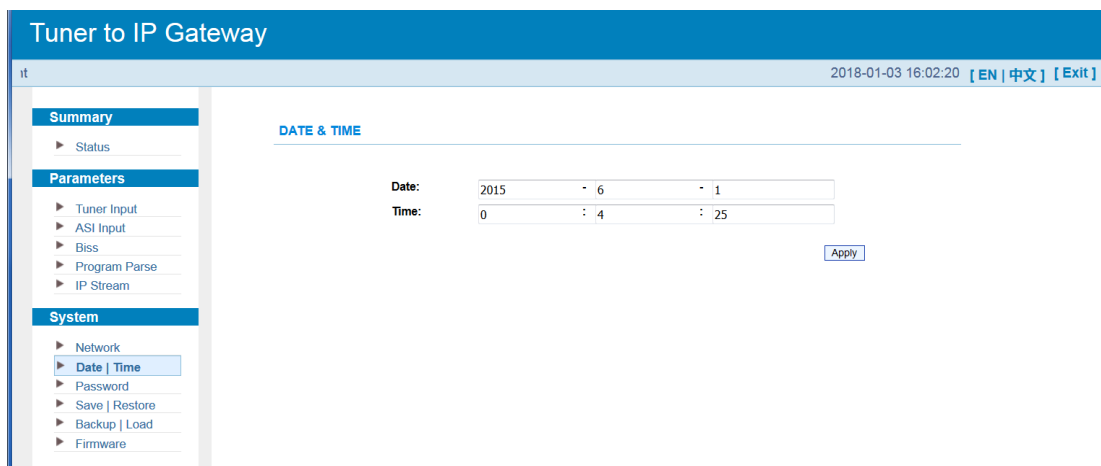 Tuner to IP Gateway
2018-01-03 16:02:20 [ EN | 中文 ] [ Exit ]
Summary
Status
Parameters
Tuner Input
ASI Input
Biss
Program Parse
IP Stream
System
Network
Date | Time
Password
Save | Restore
Backup | Load
Firmware
DATE & TIME
Date: 2015 - 6 - 1
Time: 0 : 4 : 25
Apply